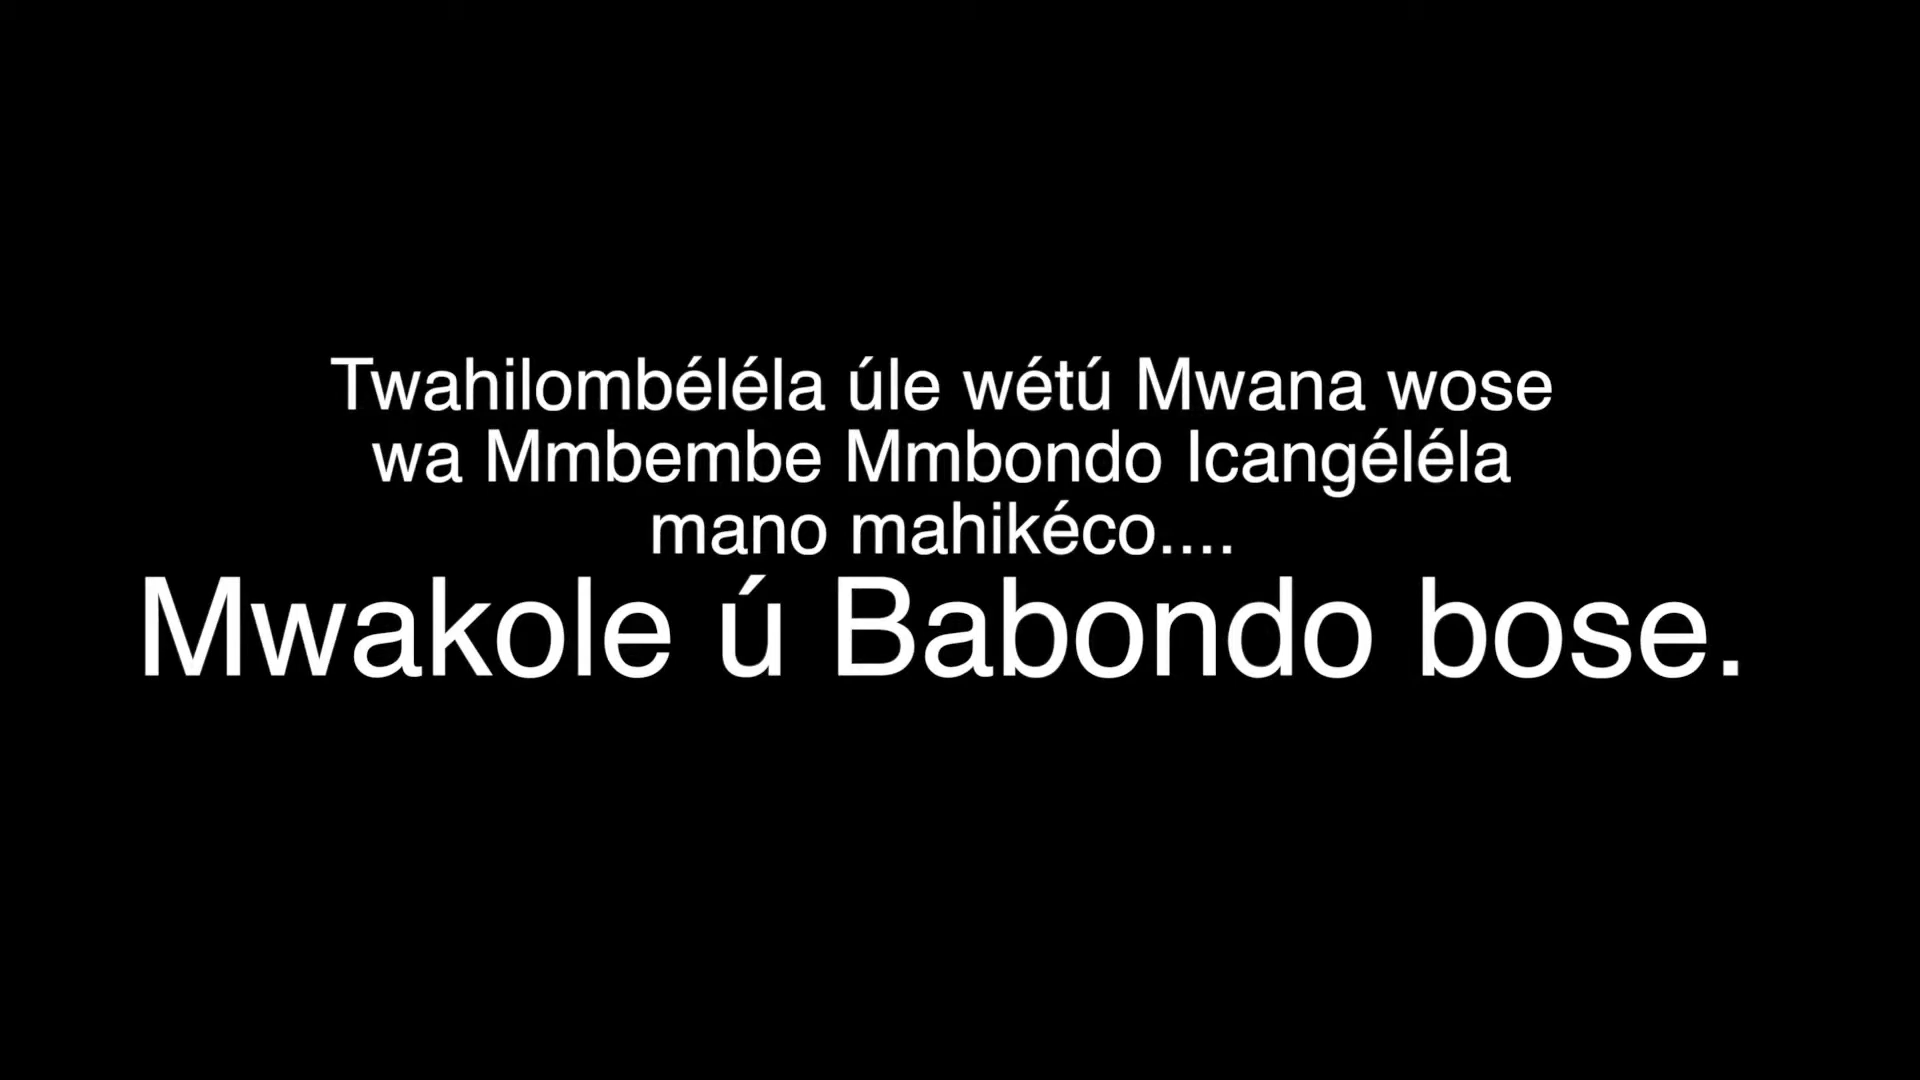 Twahilombéléla úle wétú Mwana wose
wa Mmbembe Mmbondo Icangéléla
mano mahikéco....
Mwakole ú Babondo bose.